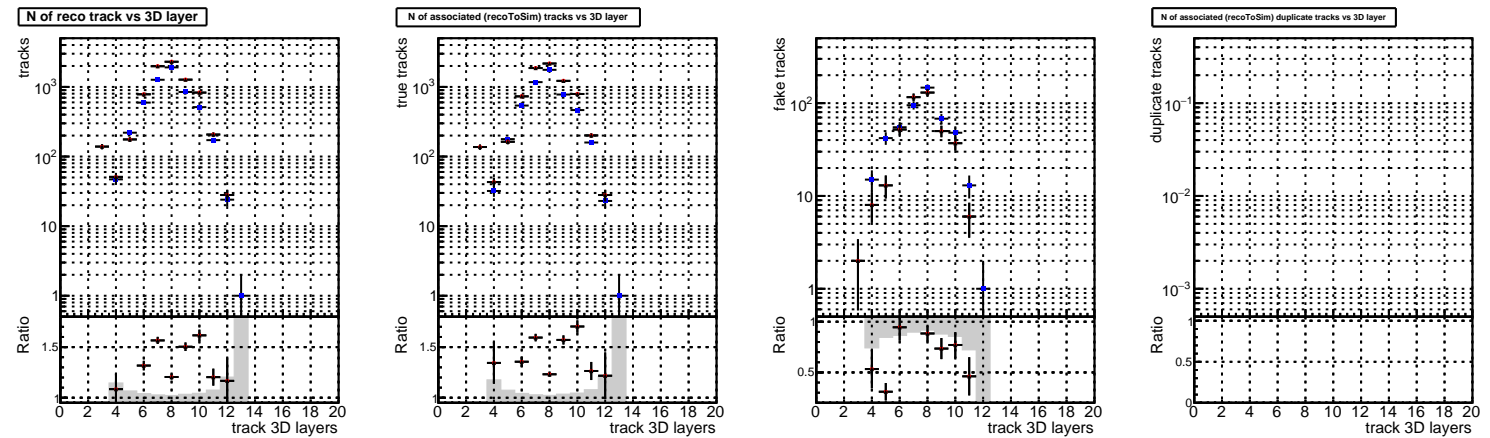 N of reco track vs 3D layer
tracks
10³
10²
10
1
Ratio
1.5
1
0 2 4 6 8 10 12 14 16 18 20
track 3D layers
N of associated (recoToSim) tracks vs 3D layer
true tracks
10³
10²
10
1
Ratio
1.5
1
0 2 4 6 8 10 12 14 16 18 20
track 3D layers
fake tracks
10²
10
1
Ratio
1
0.5
0 2 4 6 8 10 12 14 16 18 20
track 3D layers
N of associated (recoToSim) duplicate tracks vs 3D layer
duplicate tracks
10⁻¹
10⁻²
10⁻³
Ratio
1
0.5
0
0 2 4 6 8 10 12 14 16 18 20
track 3D layers